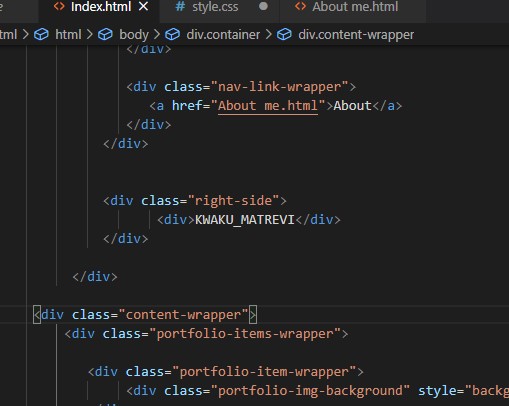 Index.html
# style.css
<> About me.html
html > body > div.container > div.content-wrapper
</div>
<div class="nav-link-wrapper">
<a href="About me.html">About</a>
</div>
</div>
<div class="right-side">
<div>KWAKU_MATREVI</div>
</div>
</div>
<div class="content-wrapper">
<div class="portfolio-items-wrapper">
<div class="portfolio-item-wrapper">
<div class="portfolio-img-background" style="backg